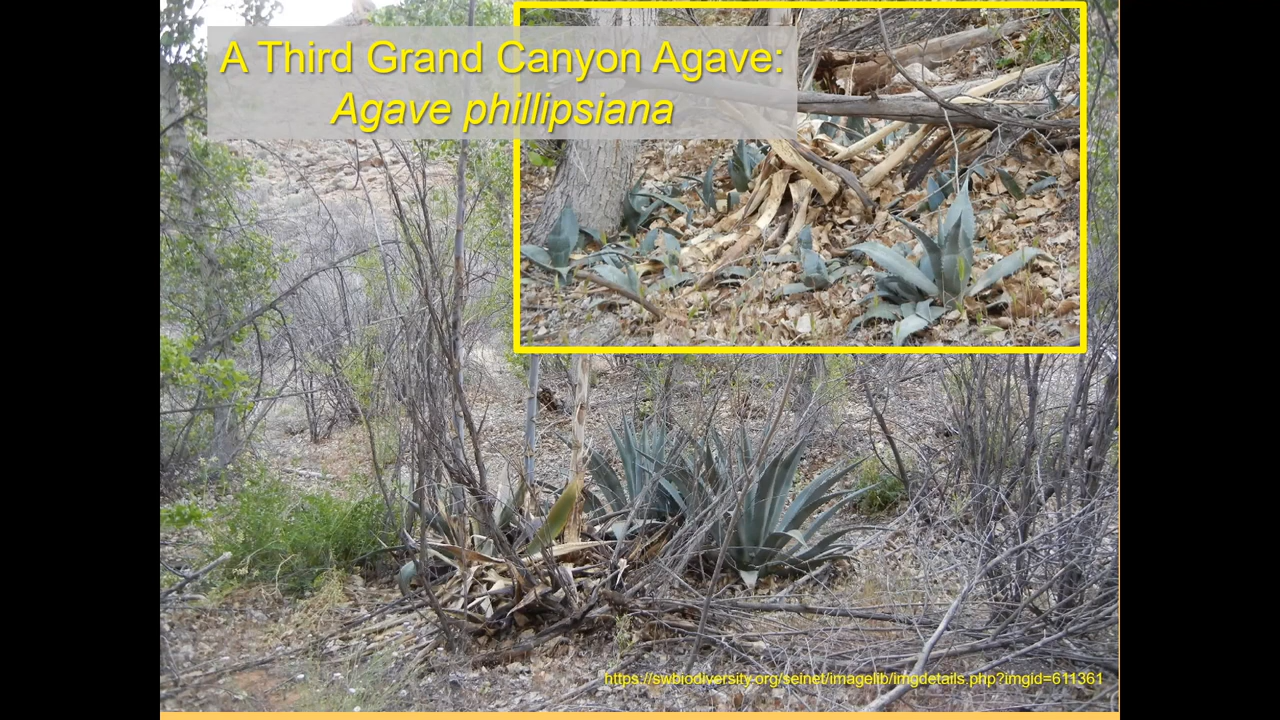 A Third Grand Canyon Agave:
Agave phillipsiana
https://swbiodiversity.org/seinet/imagelib/imgdetails.php?imgid=611361